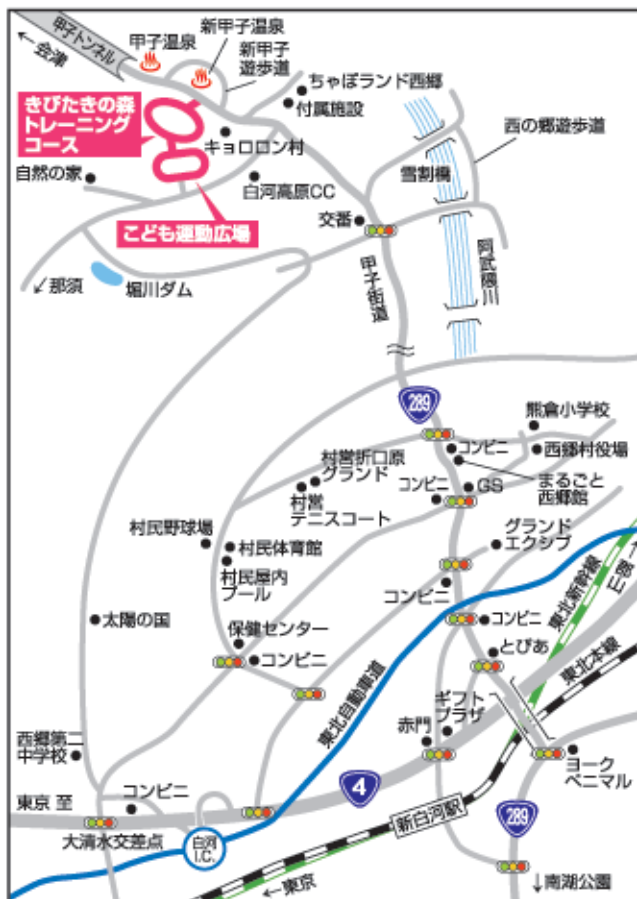 甲子トンネル
←会津
甲子温泉
新甲子温泉
新甲子
遊歩道
ちゃぽランド西郷
付属施設
きびたきの森
トレーニング
コース
キョロロン村
西の郷遊歩道
雪割橋
自然の家
白河高原CC
こども運動広場
交番
阿武隈川
↙那須
堀川ダム
甲子街道
289
熊倉小学校
コンビニ
西郷村役場
村営折口原
グランド
まるごと
西郷館
コンビニ
GS
村営
テニスコート
グランド
エクシブ
村民野球場
村民体育館
村民屋内
プール
コンビニ
東北新幹線
太陽の国
コンビニ
保健センター
コンビニ
とぴあ
東北自動車道
東北本線
ギフト
プラザ
赤門
西郷第二
中学校
ヨーク
ベニマル
4
コンビニ
東京 至
新白河駅
289
大清水交差点
白河
I.C.
←東京
↓南湖公園